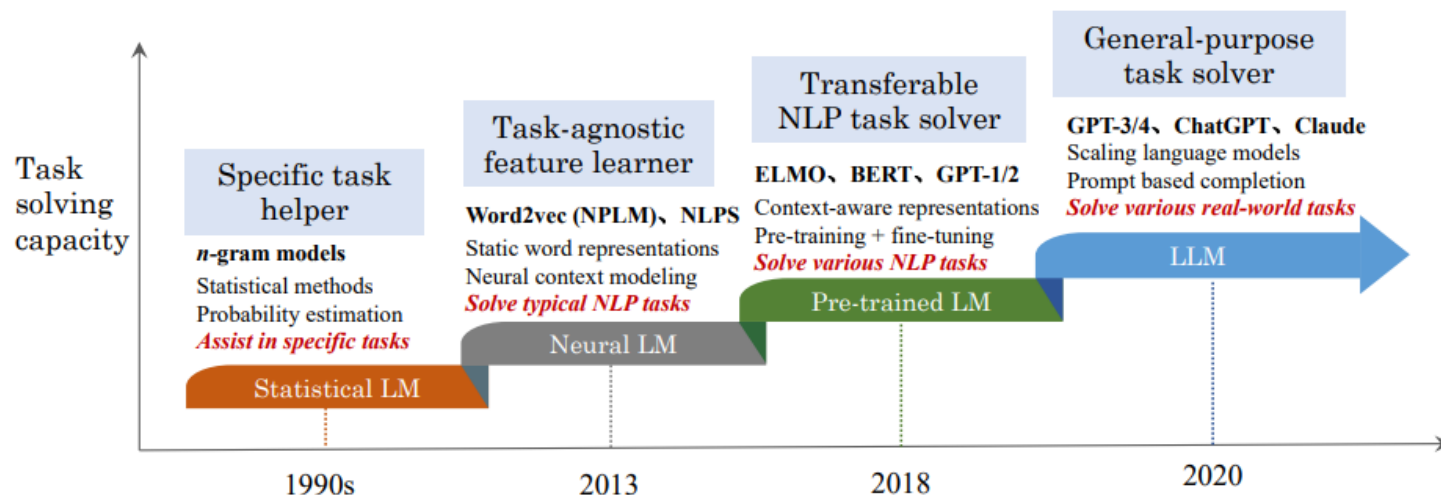 Task
solving
capacity
Specific task
helper
n-gram models
Statistical methods
Probability estimation
Assist in specific tasks
Statistical LM
1990s
Task-agnostic
feature learner
Word2vec (NPLM)、NLPS
Static word representations
Neural context modeling
Solve typical NLP tasks
Neural LM
2013
Transferable
NLP task solver
ELMO、BERT、GPT-1/2
Context-aware representations
Pre-training + fine-tuning
Solve various NLP tasks
Pre-trained LM
2018
General-purpose
task solver
GPT-3/4、ChatGPT、Claude
Scaling language models
Prompt based completion
Solve various real-world tasks
LLM
2020